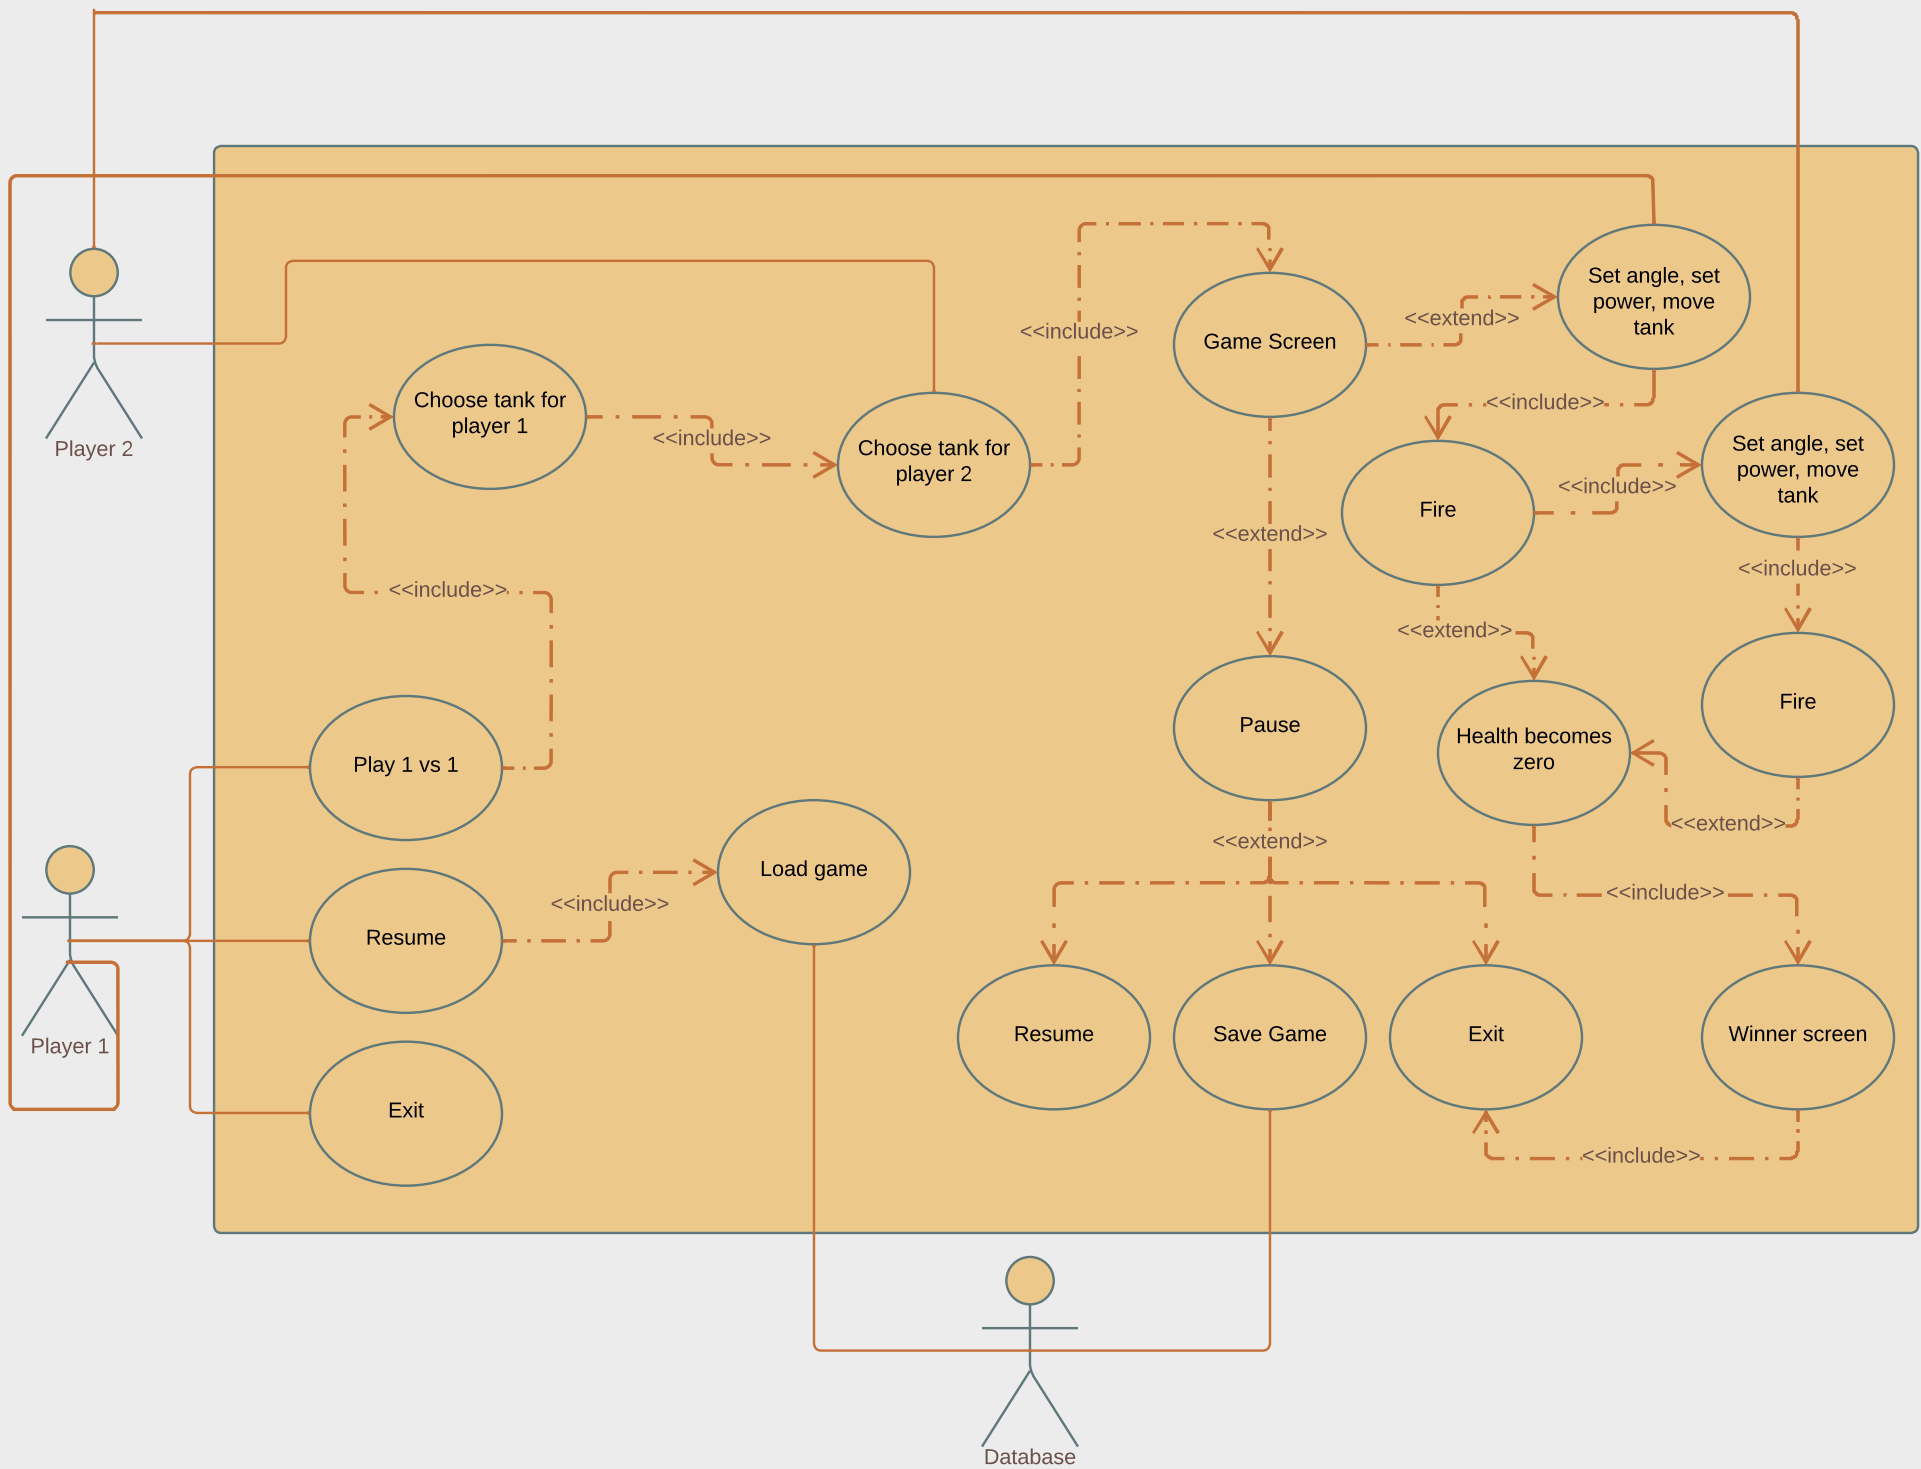 Set angle, set
power, move
tank
<<extend>>
<<include>>
Game Screen
Choose tank for
player 1
<<include>>
<<include>>
Choose tank for
player 2
Set angle, set
power, move
tank
Player 2
<<include>>
Fire
<<extend>>
<<include>>
<<include>>
<<extend>>
Pause
Fire
Health becomes
zero
Play 1 vs 1
<<extend>>
<<extend>>
Load game
<<include>>
<<include>>
Resume
Player 1
Resume
Save Game
Exit
Winner screen
Exit
<<include>>
Database